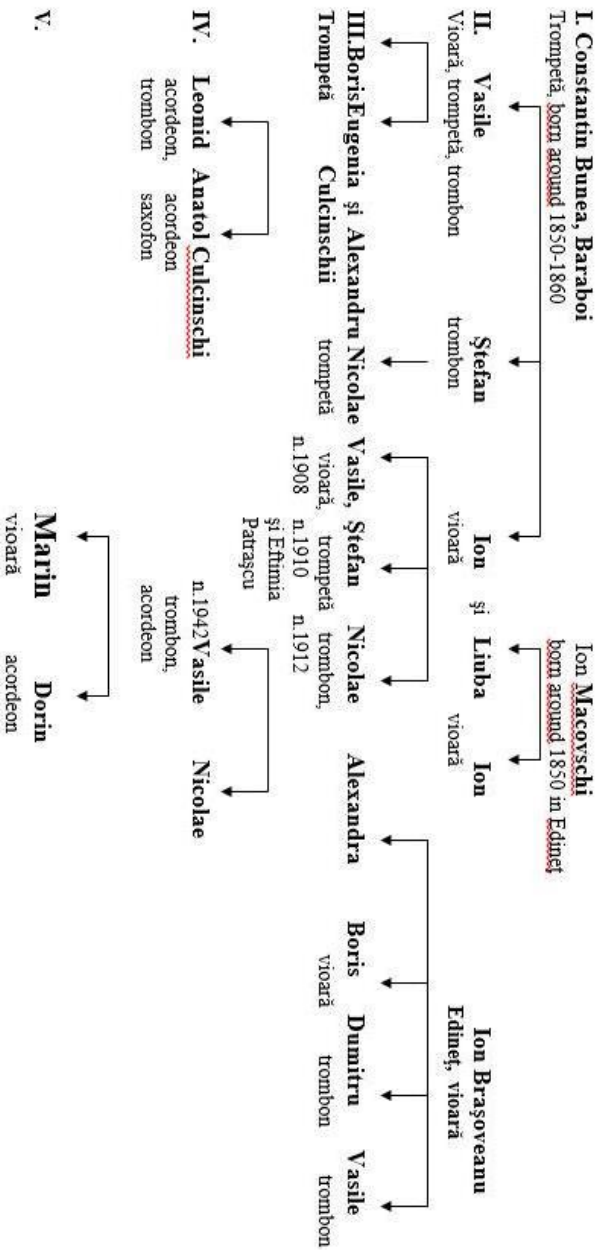 I. Constantin Bunea, Baraboi
Trompetă, born around 1850-1860
Ion Macovschi
born around 1850 in Edineţ
II. Vasile
Vioară, trompetă, trombon
Ştefan
trombon
Ion şi Liuba
vioară
Ion
vioară
Ion Braşoveanu
Edineţ, vioară
III.Boris Eugenia şi Alexandru Nicolae Vasile, Ştefan Nicolae Alexandra Boris Dumitru Vasile
Trompetă Culcinschii trompetă vioară, trompetă trombon, vioară trombon trombon
n.1908 n.1910 n.1912
şi Eftimia
Patraşcu
IV. Leonid Anatol Culcinschi n.1942Vasile Nicolae
acordeon, acordeon trombon,
trombon saxofon acordeon
V. Marin Dorin
vioară acordeon